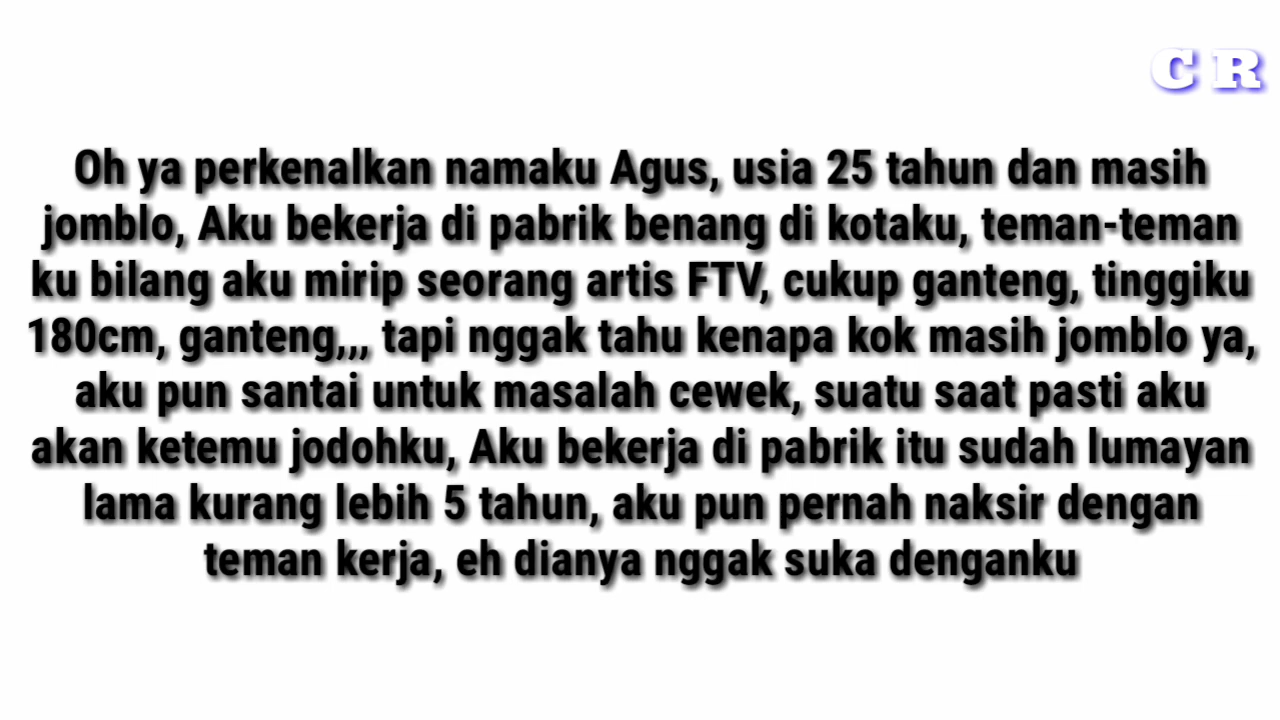 C R
Oh ya perkenalkan namaku Agus, usia 25 tahun dan masih
jomblo, Aku bekerja di pabrik benang di kotaku, teman-teman
ku bilang aku mirip seorang artis FTV, cukup ganteng, tinggiku
180cm, ganteng,,, tapi nggak tahu kenapa kok masih jomblo ya,
aku pun santai untuk masalah cewek, suatu saat pasti aku
akan ketemu jodohku, Aku bekerja di pabrik itu sudah lumayan
lama kurang lebih 5 tahun, aku pun pernah naksir dengan
teman kerja, eh dianya nggak suka denganku